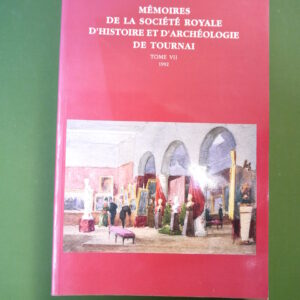 MÉMOIRES
DE LA SOCIÉTÉ ROYALE
D'HISTOIRE ET D'ARCHÉOLOGIE
DE TOURNAI
TOME VII
1992